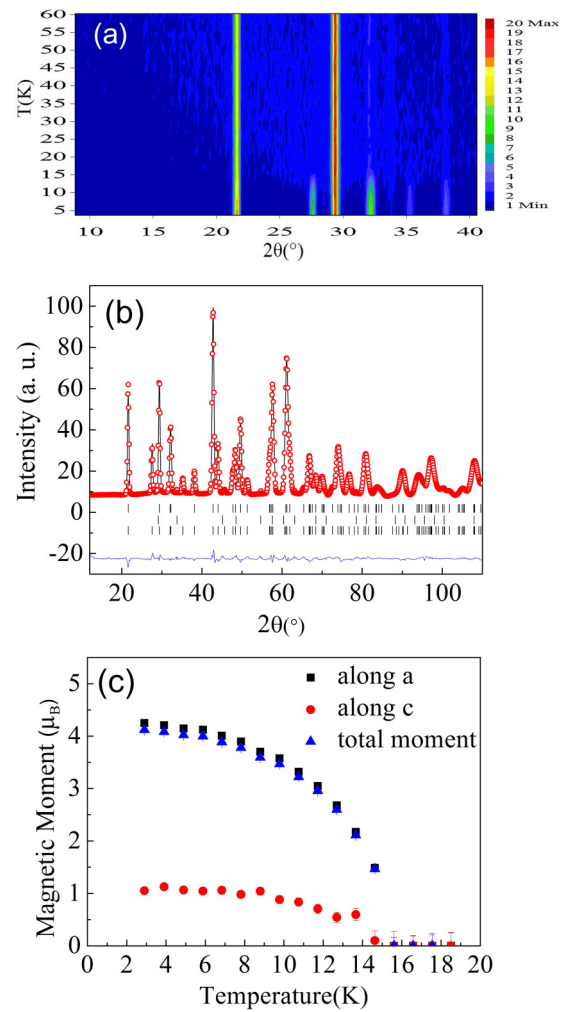 (a)
T(K)
60
55
50
45
40
35
30
25
20
15
10
5
10 15 20 25 30 35 40
2θ(°)
20 Max
19
18
17
16
15
14
13
12
11
10
9
8
7
6
5
4
3
2
1 Min
(b)
Intensity (a. u.)
100
80
60
40
20
0
-20
20 40 60 80 100
2θ(°)
(c)
along a
along c
total moment
Magnetic Moment (μB)
5
4
3
2
1
0
0 2 4 6 8 10 12 14 16 18 20
Temperature(K)